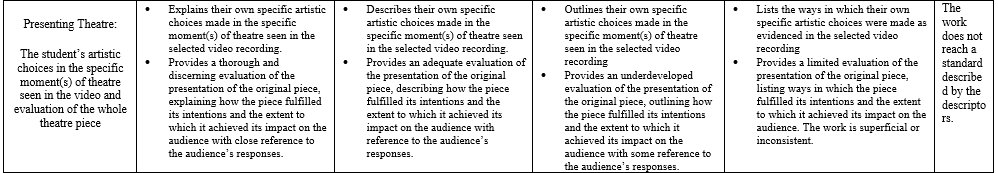 Presenting Theatre:
The student's artistic
choices in the specific
moment(s) of theatre
seen in the video and
evaluation of the whole
theatre piece
• Explains their own specific artistic
choices made in the specific
moment(s) of theatre seen in the
selected video recording.
• Provides a thorough and
discerning evaluation of the
presentation of the original piece,
explaining how the piece fulfilled
its intentions and the extent to
which it achieved its impact on the
audience with close reference to
the audience's responses.
• Describes their own specific
artistic choices made in the
specific moment(s) of theatre seen
in the selected video recording.
• Provides an adequate evaluation of
the presentation of the original
piece, describing how the piece
fulfilled its intentions and the
extent to which it achieved its
impact on the audience with
reference to the audience's
responses.
• Outlines their own specific
artistic choices made in the
specific moment(s) of theatre
seen in the selected video
recording
• Provides an underdeveloped
evaluation of the presentation of
the original piece, outlining how
the piece fulfilled its intentions
and the extent to which it
achieved its impact on the
audience with some reference to
the audience's responses.
• Lists the ways in which their own
specific artistic choices were made as
evidenced in the selected video
recording
• Provides a limited evaluation of the
presentation of the original piece,
listing ways in which the piece
fulfilled its intentions and the extent
to which it achieved its impact on the
audience. The work is superficial or
inconsistent.
The
work
does not
reach a
standard
describe
d by the
descripto
rs.